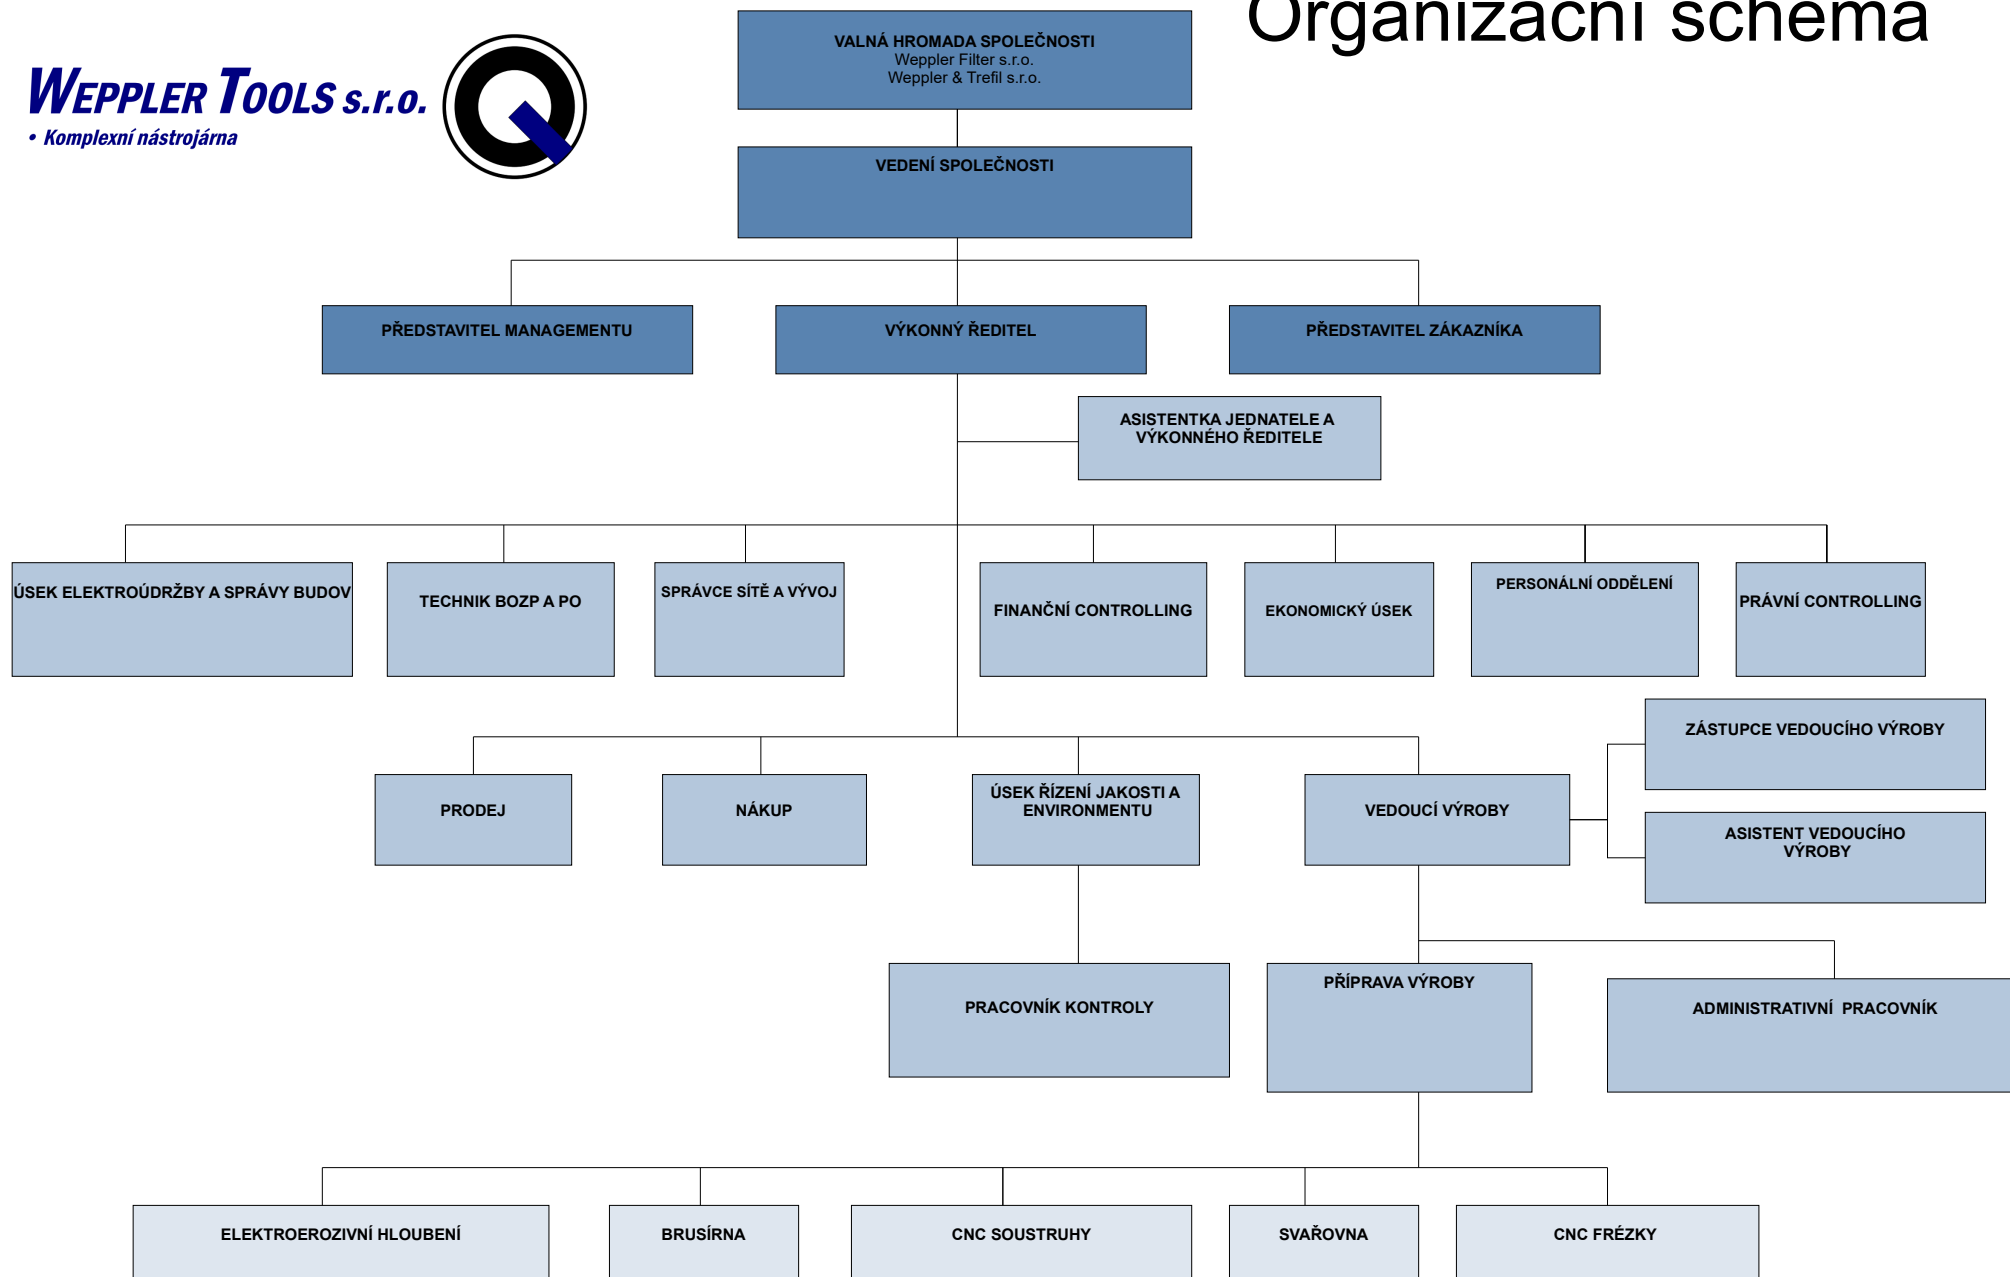 Organizační schéma
WEPPLER TOOLS s.r.o.
• Komplexní nástrojárna
VALNÁ HROMADA SPOLEČNOSTI
Weppler Filter s.r.o.
Weppler & Trefil s.r.o.
VEDENÍ SPOLEČNOSTI
PŘEDSTAVITEL MANAGEMENTU
VÝKONNÝ ŘEDITEL
PŘEDSTAVITEL ZÁKAZNÍKA
ASISTENTKA JEDNATELE A
VÝKONNÉHO ŘEDITELE
ÚSEK ELEKTROÚDRŽBY A SPRÁVY BUDOV
TECHNIK BOZP A PO
SPRÁVCE SÍTĚ A VÝVOJ
FINANČNÍ CONTROLLING
EKONOMICKÝ ÚSEK
PERSONÁLNÍ ODDĚLENÍ
PRÁVNÍ CONTROLLING
ZÁSTUPCE VEDOUCÍHO VÝROBY
PRODEJ
NÁKUP
ÚSEK ŘÍZENÍ JAKOSTI A
ENVIRONMENTU
VEDOUCÍ VÝROBY
ASISTENT VEDOUCÍHO
VÝROBY
PRACOVNÍK KONTROLY
PŘÍPRAVA VÝROBY
ADMINISTRATIVNÍ  PRACOVNÍK
ELEKTROEROZIVNÍ HLOUBENÍ
BRUSÍRNA
CNC SOUSTRUHY
SVAŘOVNA
CNC FRÉZKY